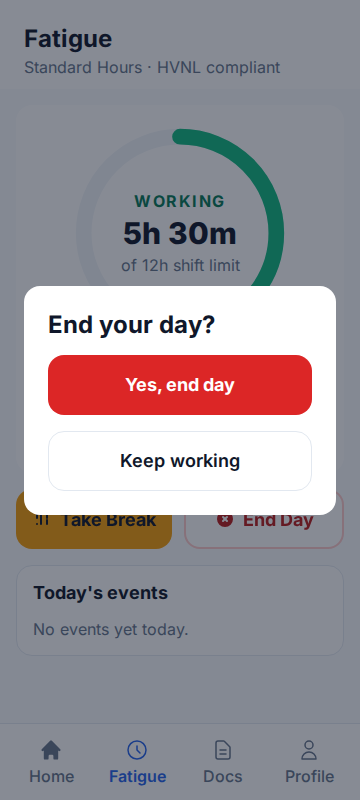 Fatigue
Standard Hours · HVNL compliant
WORKING
5h 30m
of 12h shift limit
End your day?
Yes, end day
Keep working
Take Break
End Day
Today's events
No events yet today.
Home
Fatigue
Docs
Profile